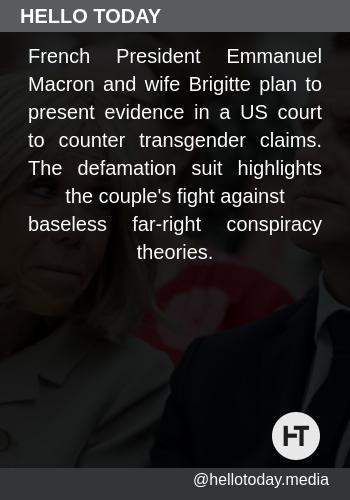 HELLO TODAY
French President Emmanuel
Macron and wife Brigitte plan to
present evidence in a US court
to counter transgender claims.
The defamation suit highlights
the couple's fight against
baseless far-right conspiracy
theories.
HT
@hellotoday.media